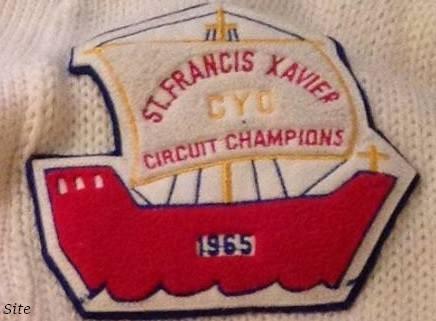 ST. FRANCIS XAVIER
CYO
CIRCUIT CHAMPIONS
1965
Site